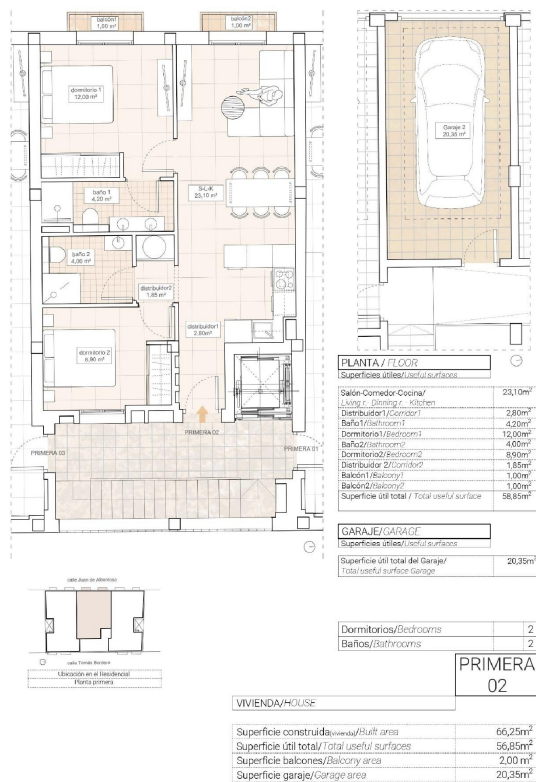 balcón1
1,00 m²
balcón2
1,00 m²
dormitorio 1
12,00 m²
Garaje 2
20,35 m²
baño 1
4,20 m²
S-L-K
23,10 m²
baño 2
4,00 m²
distribuidor2
1,85 m²
distribuidor1
2,80m²
dormitorio 2
8,90 m²
PRIMERA 02
PRIMERA 03
PRIMERA 01
PLANTA / FLOOR
Superficies útiles/Useful surfaces
Salón-Comedor-Cocina/ 23,10m²
Living r.- Dinning r. - Kitchen
Distribuidor1/Corridor1 2,80m²
Baño1/Bathroom1 4,20m²
Dormitorio1/Bedroom1 12,00m²
Baño2/Bathroom2 4,00m²
Dormitorio2/Bedroom2 8,90m²
Distribuidor 2/Corridor2 1,85m²
Balcón1/Balcony1 1,00m²
Balcón2/Balcony2 1,00m²
Superficie útil total / Total useful surface 58,85m²
GARAJE/GARAGE
Superficies útiles/Useful surfaces
Superficie útil total del Garaje/ 20,35m²
Total useful surface Garage
calle Juan de Albentosa
calle Tomás Bordera
Ubicación en el Residencial
Planta primera
Dormitorios/Bedrooms 2
Baños/Bathrooms 2
PRIMERA
02
VIVIENDA/HOUSE
Superficie construida(vivienda)/Built area 66,25m²
Superficie útil total/Total useful surfaces 56,85m²
Superficie balcones/Balcony area 2,00 m²
Superficie garaje/Garage area 20,35m²